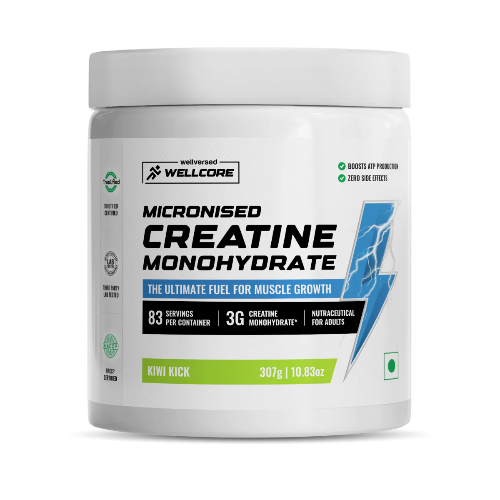 wellversed
WELLCORE
BOOSTS ATP PRODUCTION
ZERO SIDE EFFECTS
MICRONISED
CREATINE
MONOHYDRATE
THE ULTIMATE FUEL FOR MUSCLE GROWTH
83 SERVINGS PER CONTAINER
3G CREATINE MONOHYDRATE*
NUTRACEUTICAL FOR ADULTS
KIWI KICK
307g | 10.83oz
LAB